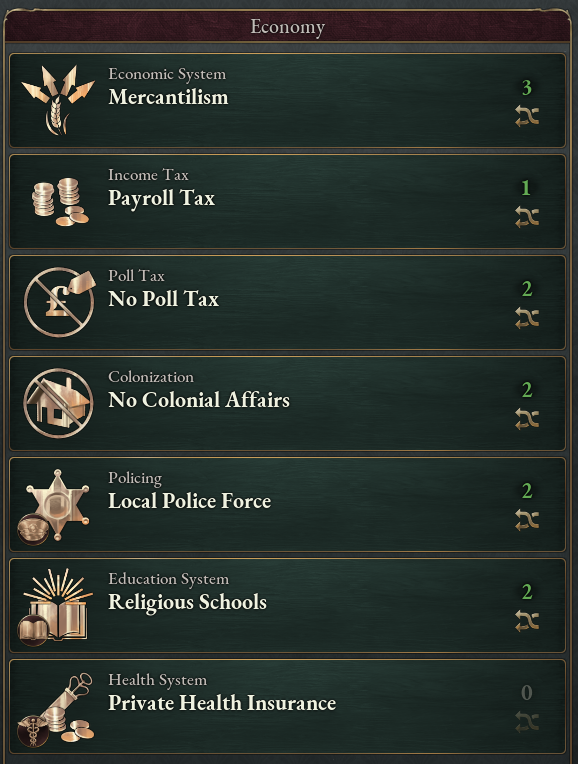 Economy
Economic System
Mercantilism
3
Income Tax
Payroll Tax
1
Poll Tax
No Poll Tax
2
Colonization
No Colonial Affairs
2
Policing
Local Police Force
2
Education System
Religious Schools
2
Health System
Private Health Insurance
0